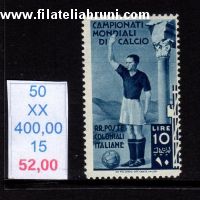 www.filateliabruni.com
50
XX
400,00
15
52,00
CAMPIONATI
MONDIALI
DI CALCIO
RR.POSTE
COLONIALI
ITALIANE
LIRE
10